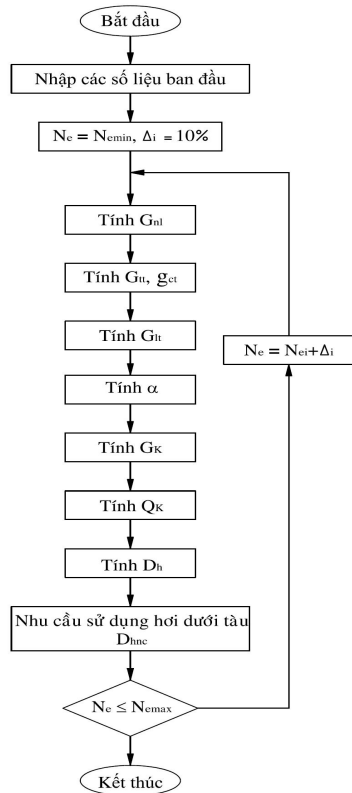 Bắt đầu
Nhập các số liệu ban đầu
Nₑ = Nₑₘᵢₙ, Δᵢ = 10%
Tính Gₙₗ
Tính Gₜₜ, gcₜ
Tính Gₗₜ
Nₑ = Nₑᵢ+Δᵢ
Tính α
Tính Gₖ
Tính Qₖ
Tính Dₕ
Nhu cầu sử dụng hơi dưới tàu
Dₕₙc
Nₑ ≤ Nₑₘₐₓ
Kết thúc